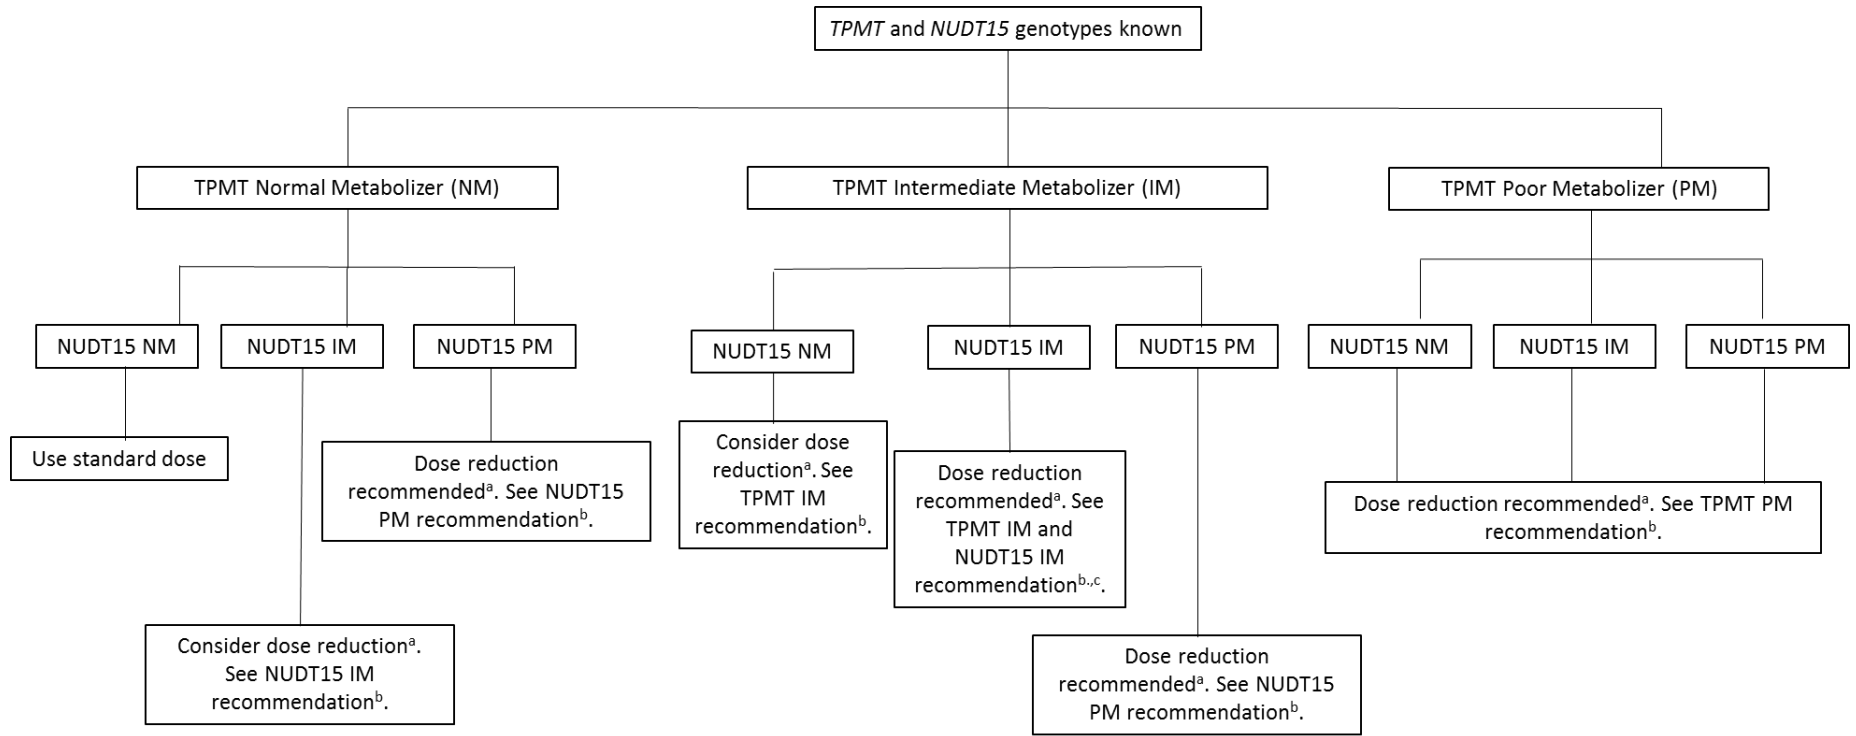 TPMT and NUDT15 genotypes known
TPMT Normal Metabolizer (NM)
TPMT Intermediate Metabolizer (IM)
TPMT Poor Metabolizer (PM)
NUDT15 NM
NUDT15 IM
NUDT15 PM
NUDT15 NM
NUDT15 IM
NUDT15 PM
NUDT15 NM
NUDT15 IM
NUDT15 PM
Use standard dose
Dose reduction
recommendedᵃ. See NUDT15
PM recommendationᵇ.
Consider dose
reductionᵃ. See
TPMT IM
recommendationᵇ.
Dose reduction
recommendedᵃ. See
TPMT IM and
NUDT15 IM
recommendationᵇ·,ᶜ.
Dose reduction recommendedᵃ. See TPMT PM
recommendationᵇ.
Consider dose reductionᵃ.
See NUDT15 IM
recommendationᵇ.
Dose reduction
recommendedᵃ. See NUDT15
PM recommendationᵇ.